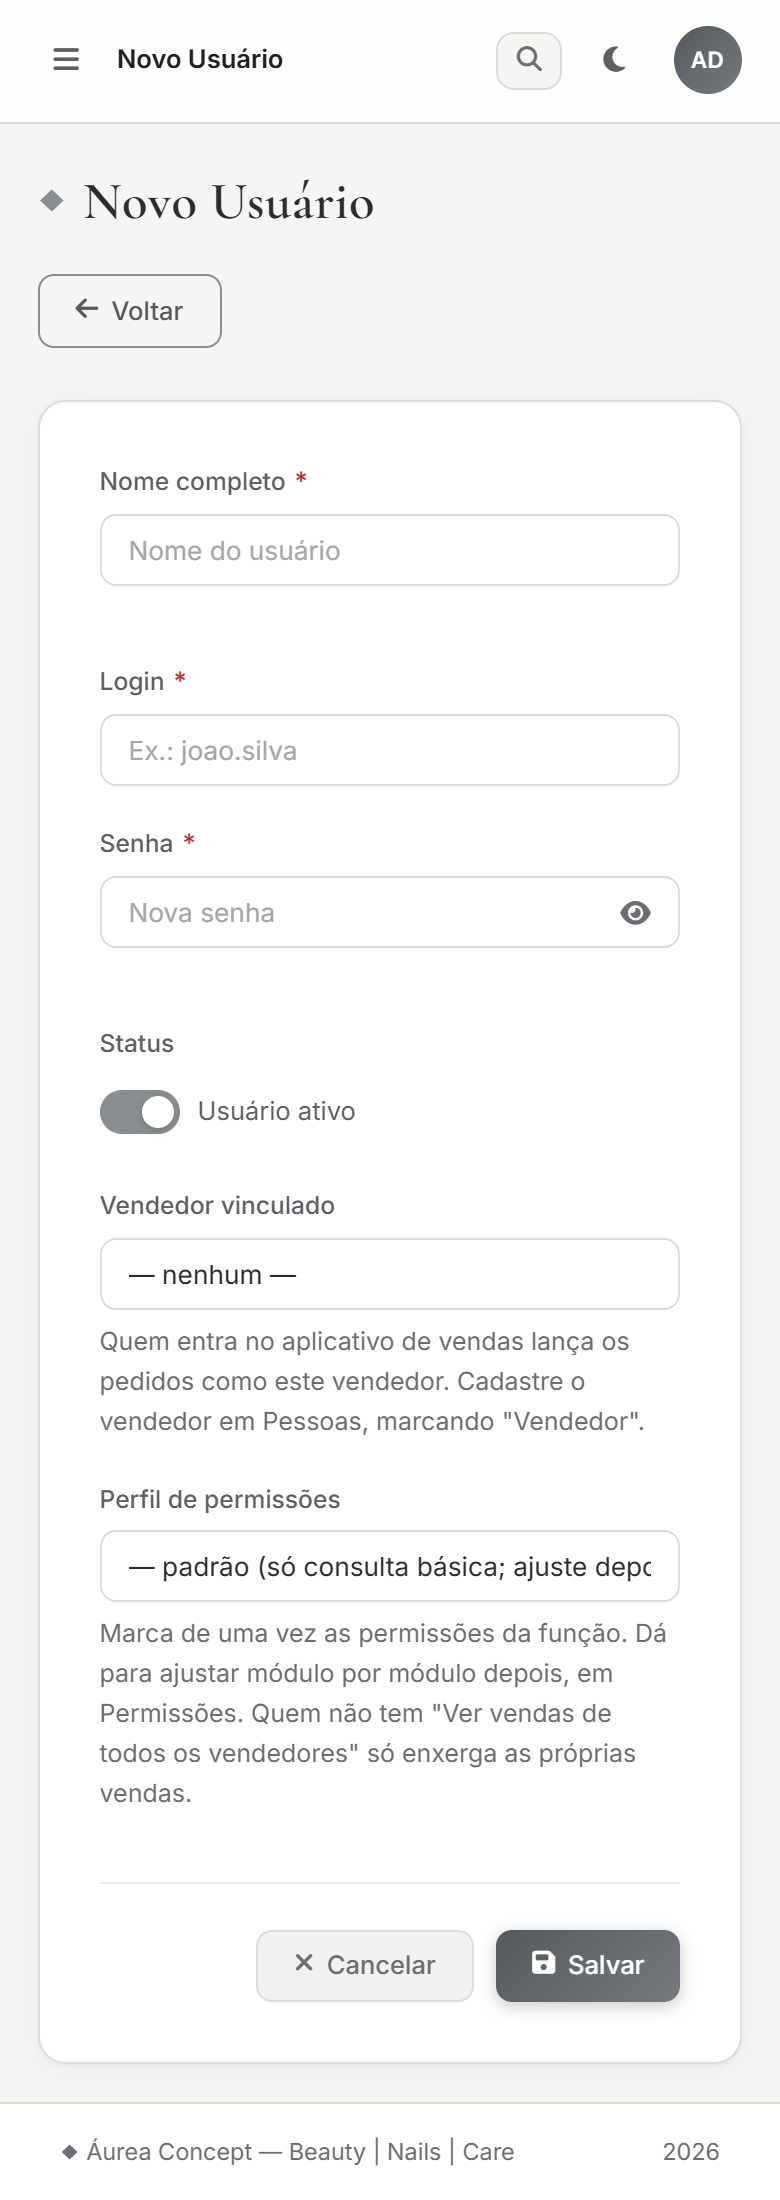 Novo Usuário
AD
Novo Usuário
Voltar
Nome completo *
Nome do usuário
Login *
Ex.: joao.silva
Senha *
Nova senha
Status
Usuário ativo
Vendedor vinculado
— nenhum —
Quem entra no aplicativo de vendas lança os
pedidos como este vendedor. Cadastre o
vendedor em Pessoas, marcando "Vendedor".
Perfil de permissões
— padrão (só consulta básica; ajuste
Marca de uma vez as permissões da função. Dá
para ajustar módulo por módulo depois, em
Permissões. Quem não tem "Ver vendas de
todos os vendedores" só enxerga as próprias
vendas.
Cancelar
Salvar
Áurea Concept — Beauty | Nails | Care
2026